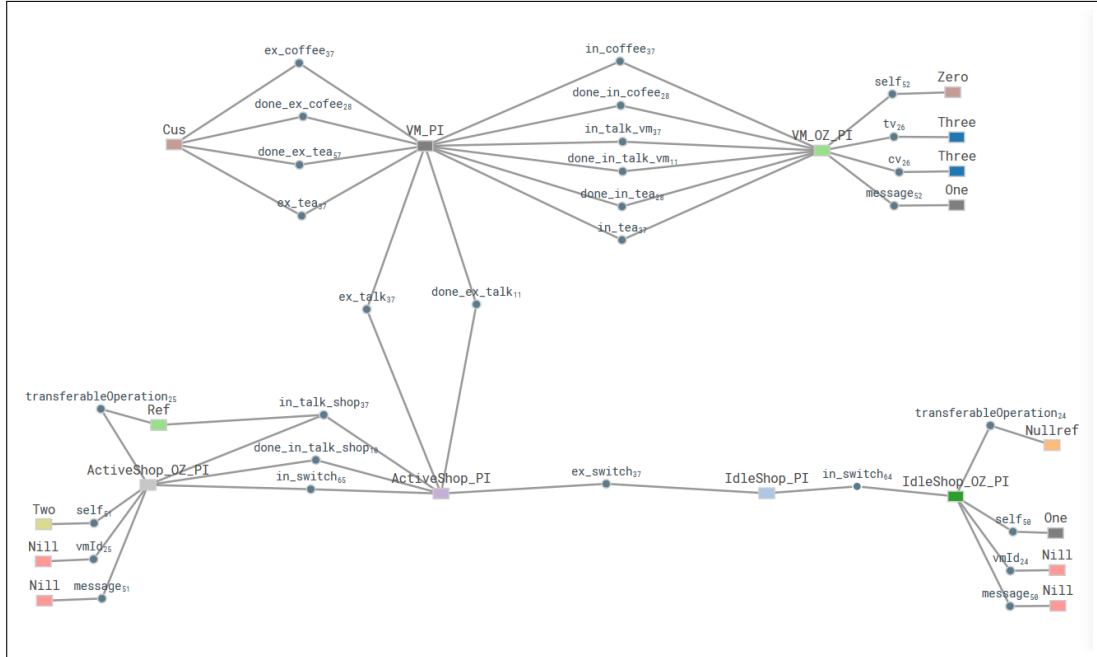 ex_coffee₃₇
in_coffee₃₇
self₅₂
Zero
done_ex_cofee₂₈
done_in_cofee₂₈
Cus
VM_PI
in_talk_vm₃₇
VM_OZ_PI
tv₂₆
Three
done_ex_tea₅₇
done_in_talk_vm₁₁
cv₂₆
Three
ex_tea₃₇
done_in_tea₂₈
message₅₂
One
in_tea₃₇
ex_talk₃₇
done_ex_talk₁₁
transferableOperation₂₅
Ref
in_talk_shop₃₇
transferableOperation₂₄
Nullref
done_in_talk_shop₁₀
ActiveShop_OZ_PI
in_switch₆₅
ActiveShop_PI
ex_switch₃₇
IdleShop_PI
in_switch₆₄
IdleShop_OZ_PI
Two
self₅₁
self₅₀
One
Nill
vmId₂₅
vmId₂₄
Nill
Nill
message₅₁
message₅₀
Nill